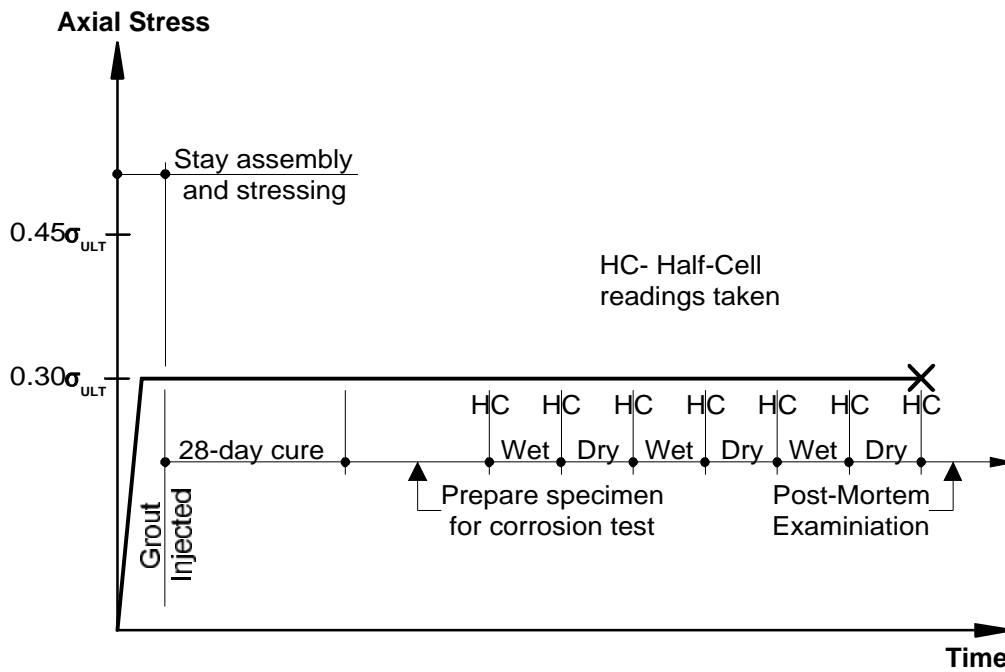 Axial Stress
Stay assembly
and stressing
0.45σULT
HC- Half-Cell
readings taken
0.30σULT
HC HC HC HC HC HC HC
28-day cure Wet Dry Wet Dry Wet Dry
Prepare specimen
for corrosion test
Post-Mortem
Examiniation
Grout
Injected
Time